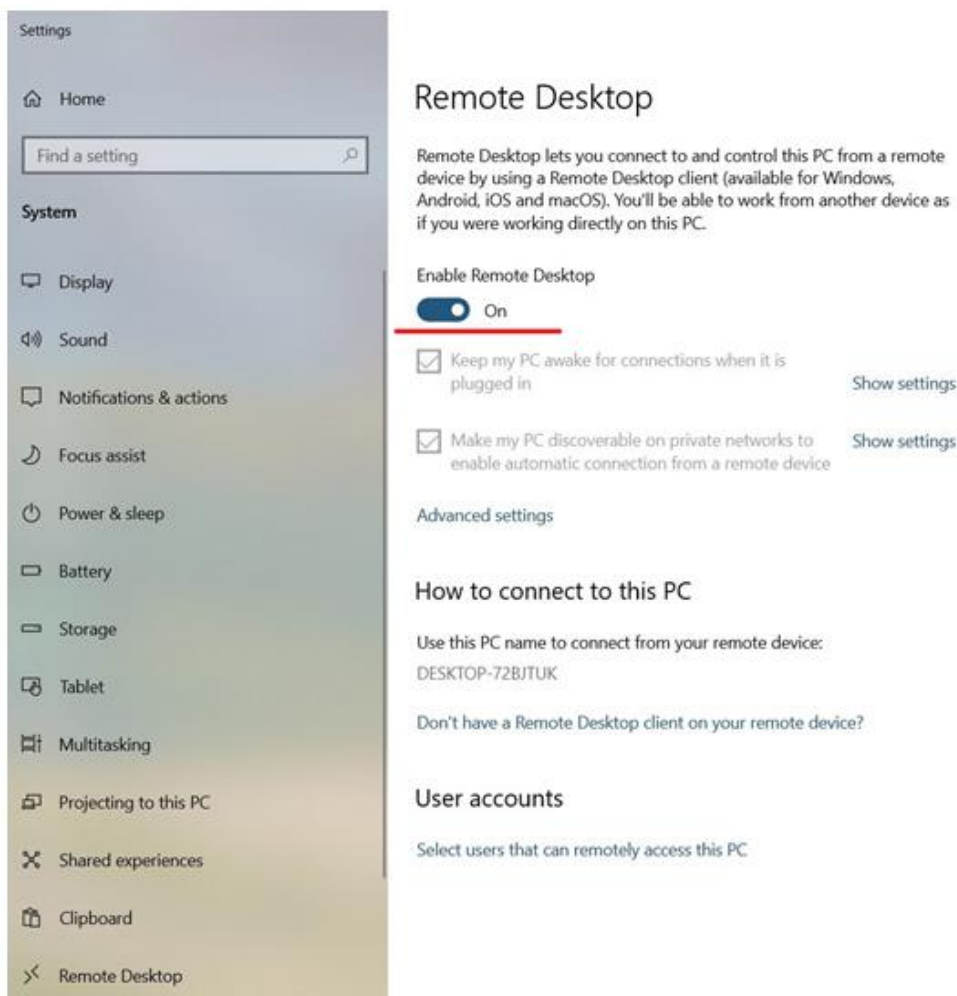 Settings
Home
Find a setting
System
Display
Sound
Notifications & actions
Focus assist
Power & sleep
Battery
Storage
Tablet
Multitasking
Projecting to this PC
Shared experiences
Clipboard
Remote Desktop
Remote Desktop
Remote Desktop lets you connect to and control this PC from a remote
device by using a Remote Desktop client (available for Windows,
Android, iOS and macOS). You'll be able to work from another device as
if you were working directly on this PC.
Enable Remote Desktop
On
Keep my PC awake for connections when it is
plugged in
Show settings
Make my PC discoverable on private networks to
enable automatic connection from a remote device
Show settings
Advanced settings
How to connect to this PC
Use this PC name to connect from your remote device:
DESKTOP-72BJTUK
Don't have a Remote Desktop client on your remote device?
User accounts
Select users that can remotely access this PC